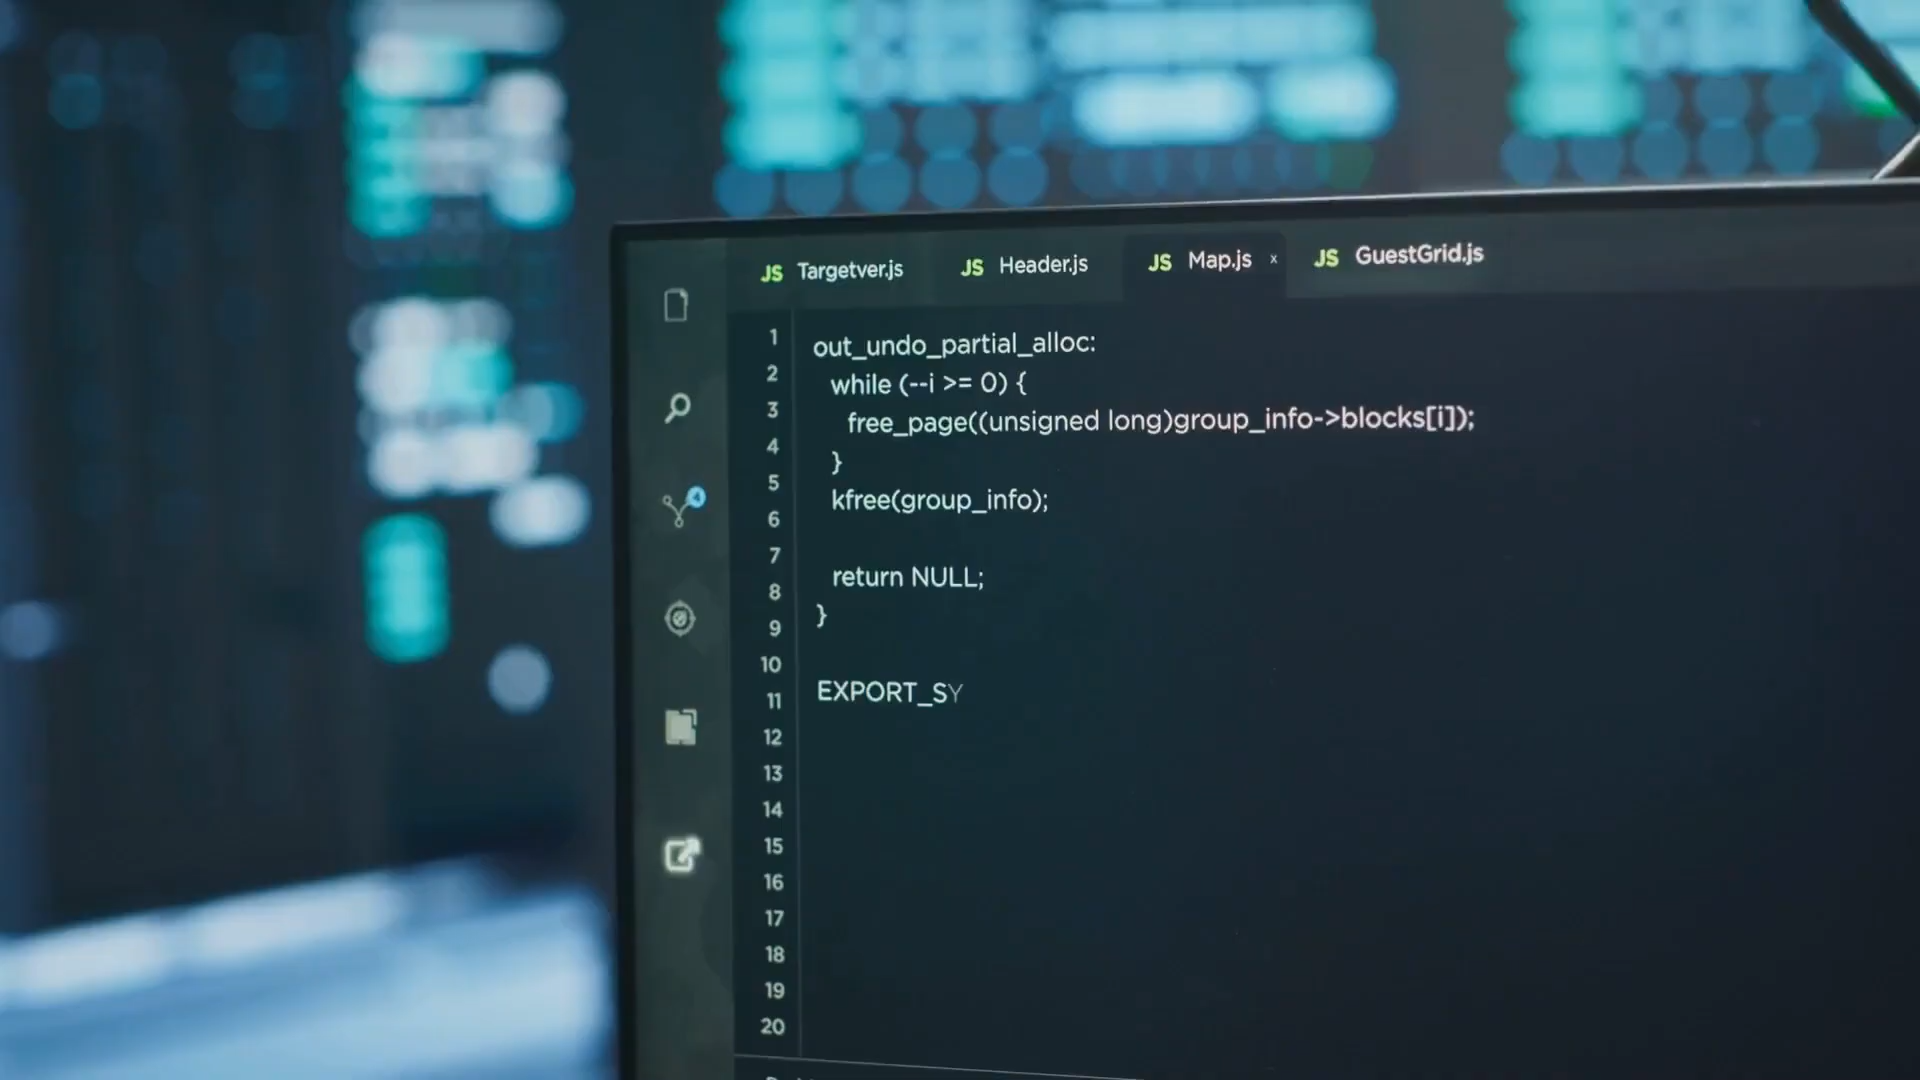 JS Targetver.js JS Header.js JS Map.js x JS GuestGrid.js
4
1 out_undo_partial_alloc:
2 while (--i >= 0) {
3 free_page((unsigned long)group_info->blocks[i]);
4 }
5 kfree(group_info);
6
7 return NULL;
8 }
9
10
11 EXPORT_SY
12
13
14
15
16
17
18
19
20